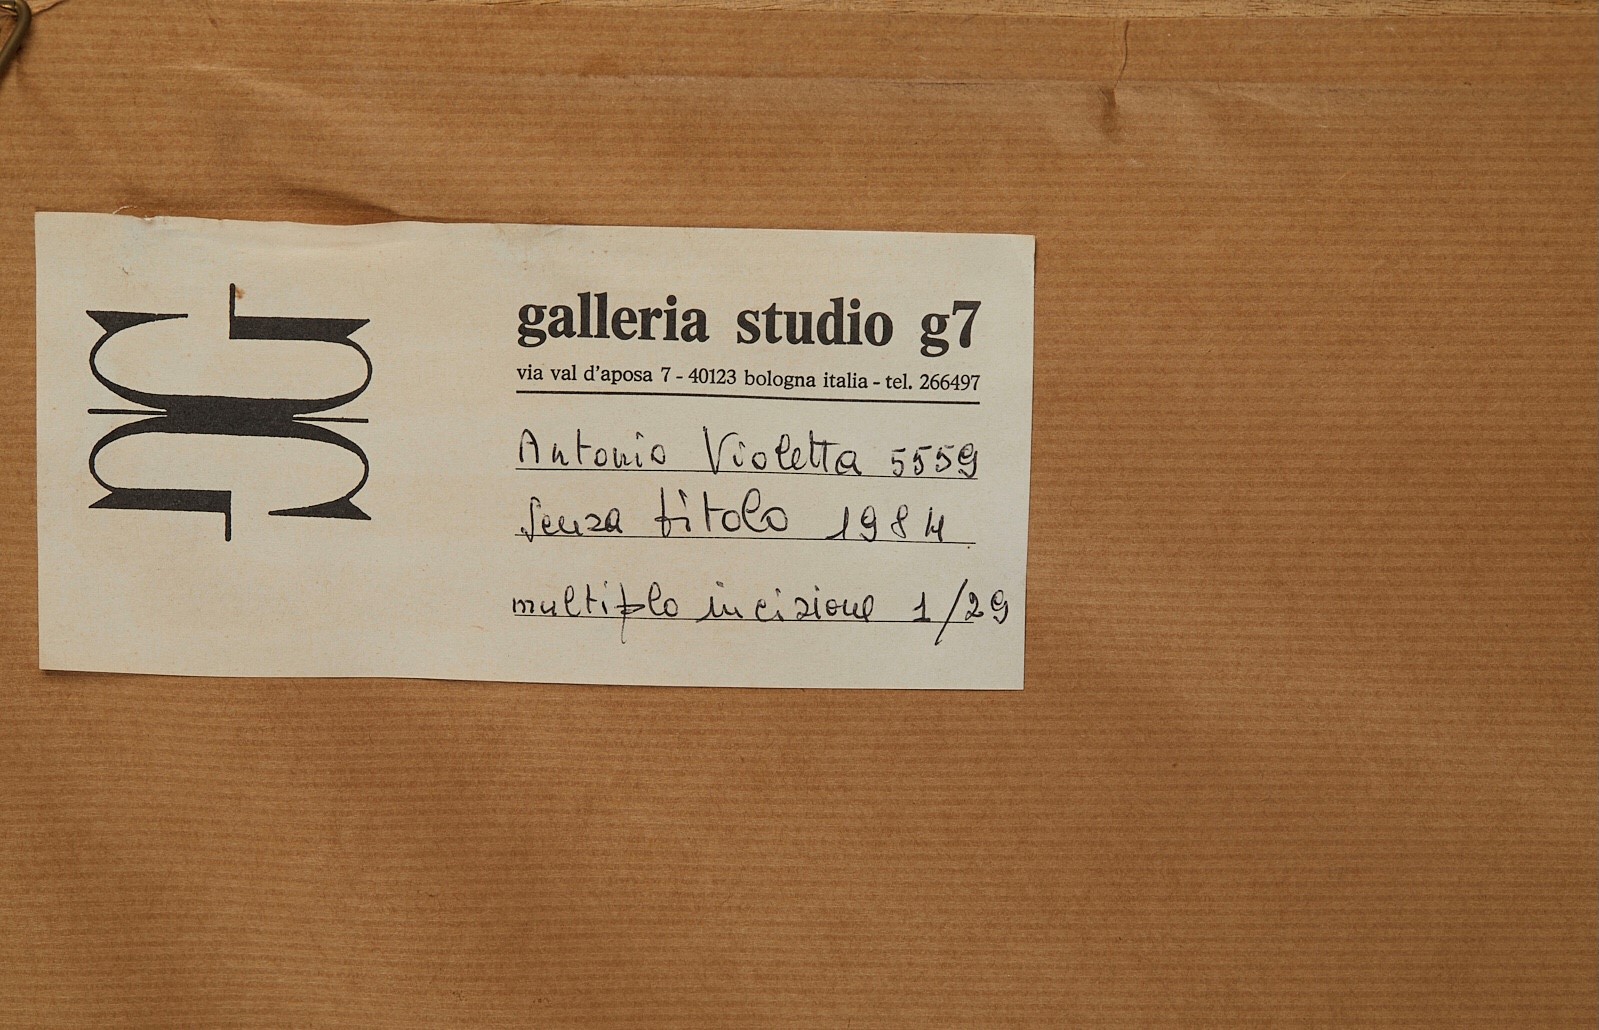 galleria studio g7
via val d'aposa 7 - 40123 bologna italia - tel. 266497
Antonio Violetta 5559
Senza titolo 1984
multiplo incisione 1/29